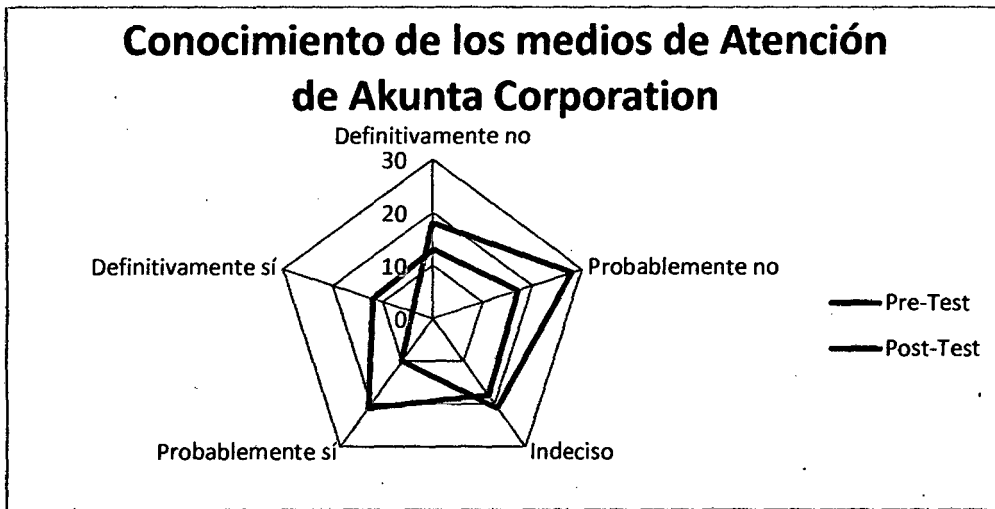 Conocimiento de los medios de Atención
de Akunta Corporation
Definitivamente no
30
20
Definitivamente sí
10
Probablemente no
0
Pre-Test
Post-Test
Probablemente sí
Indeciso